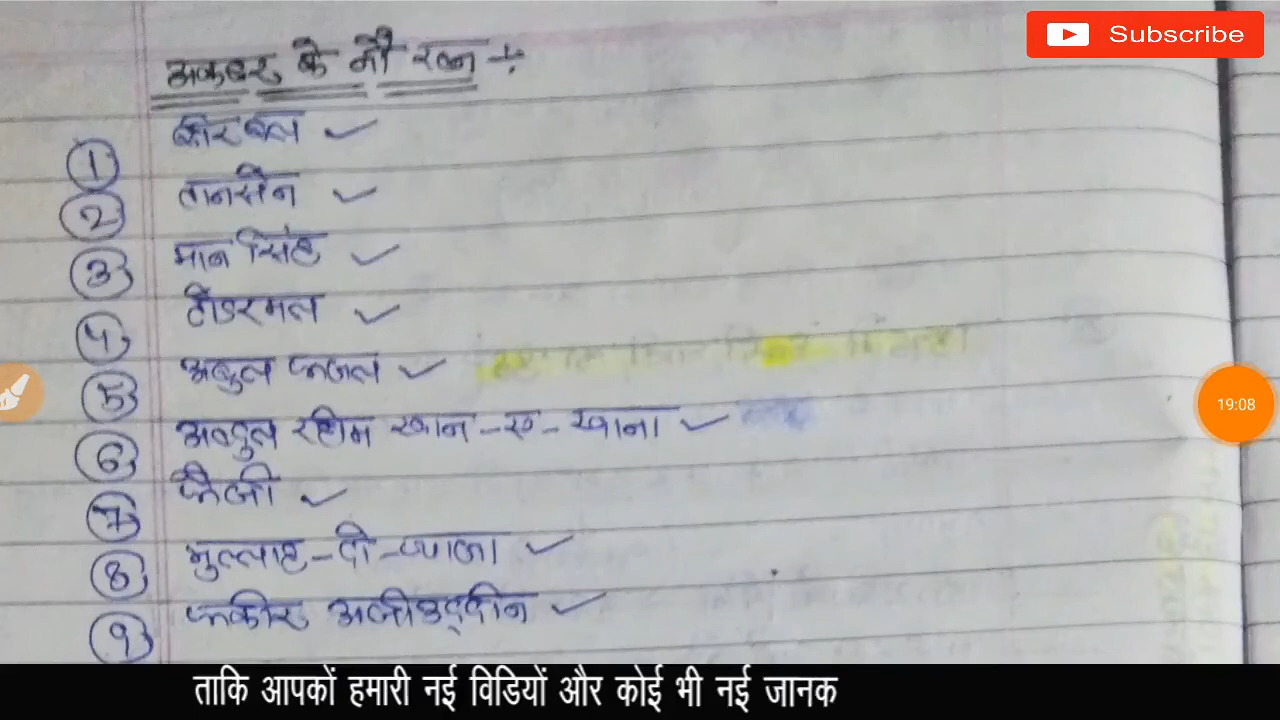 Subscribe
अकबर के नौ रत्न ÷
1 बीरबल ✓
2 तानसेन ✓
3 मान सिंह ✓
4 टोडरमल ✓
5 अबुल फजल ✓
6 अब्दुल रहीम खान-ए-खाना ✓
7 फैजी ✓
8 मुल्लाह-दो-प्याजा ✓
9 फकीर अजीउद्दीन ✓
19:08
ताकि आपकों हमारी नई विडियों और कोई भी नई जानक